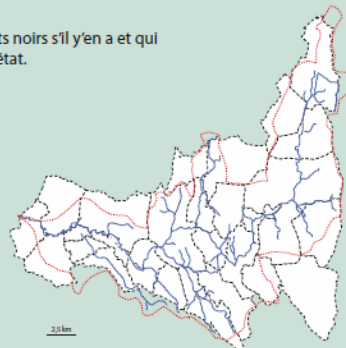 ts noirs s'il y'en a et qui
état.
2,5 km